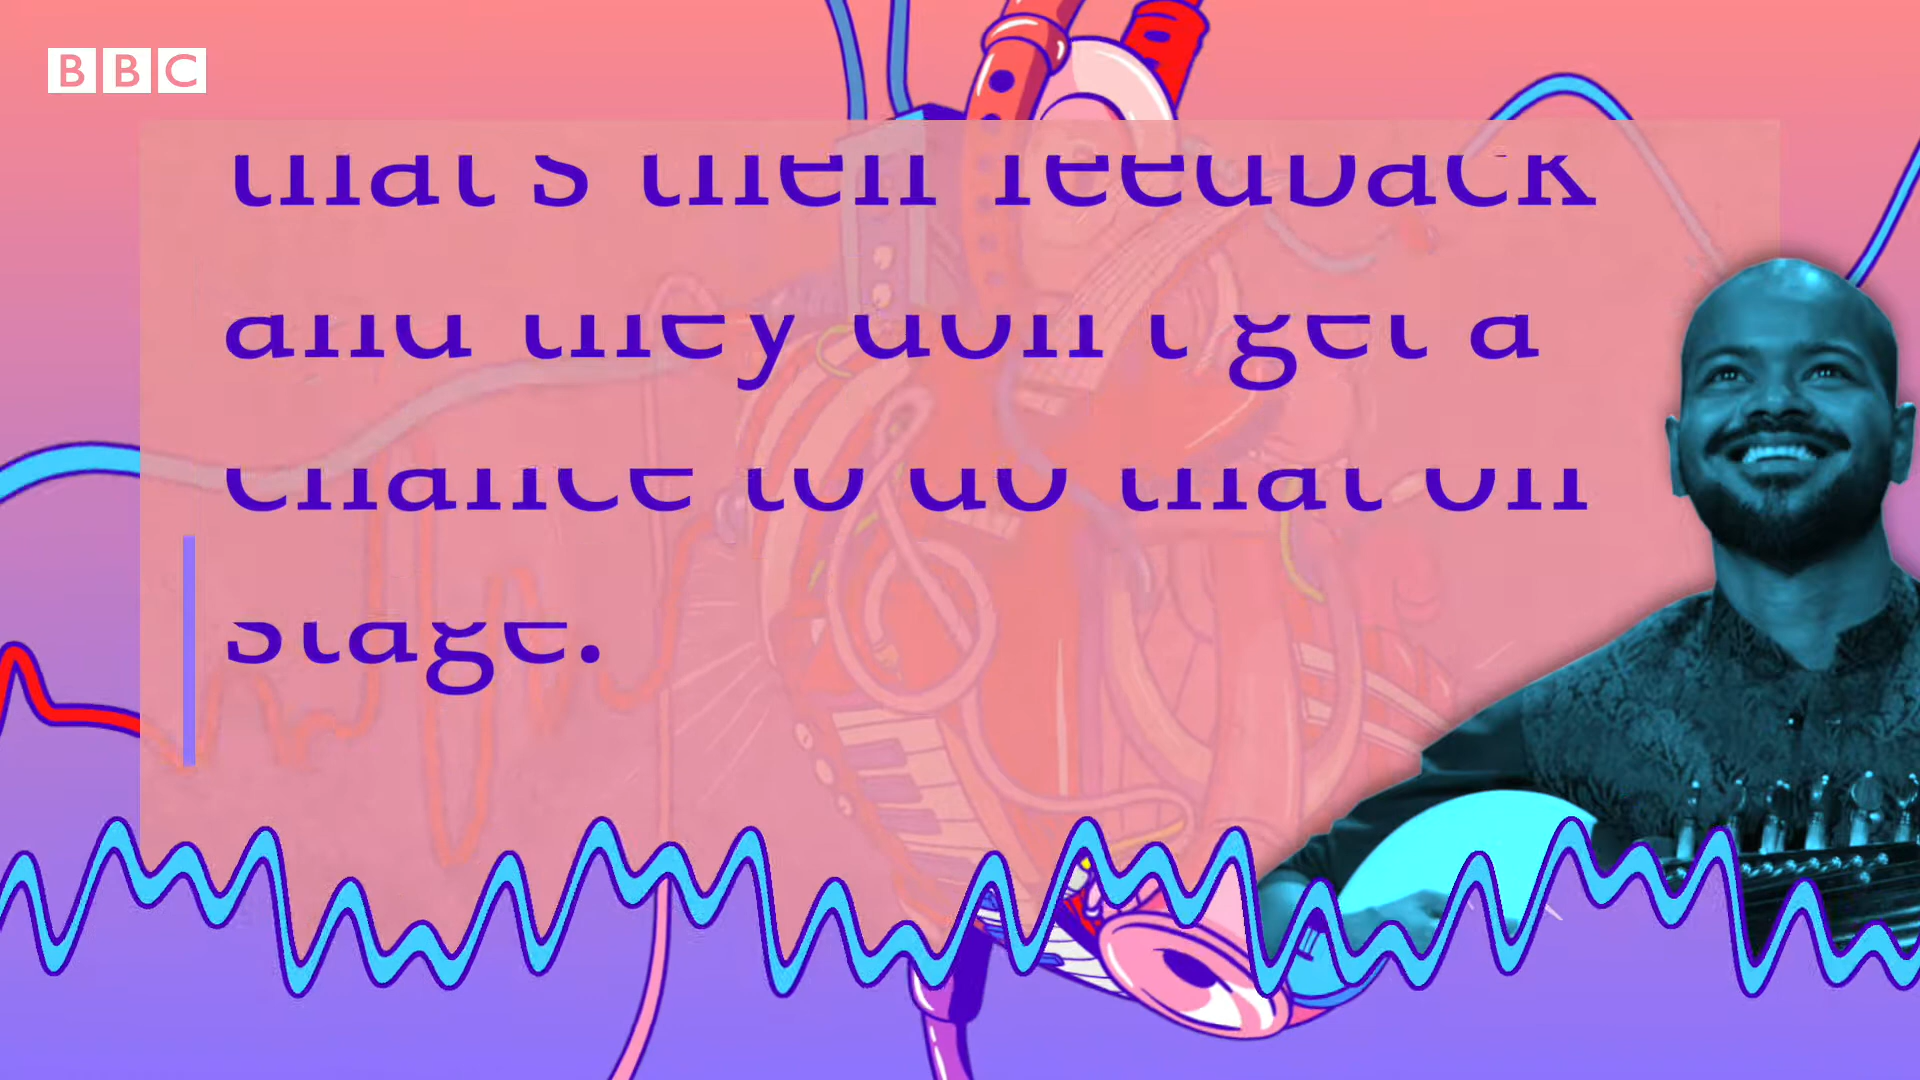 BBC
that's their feedback
and they don't get a
chance to do that on
stage.